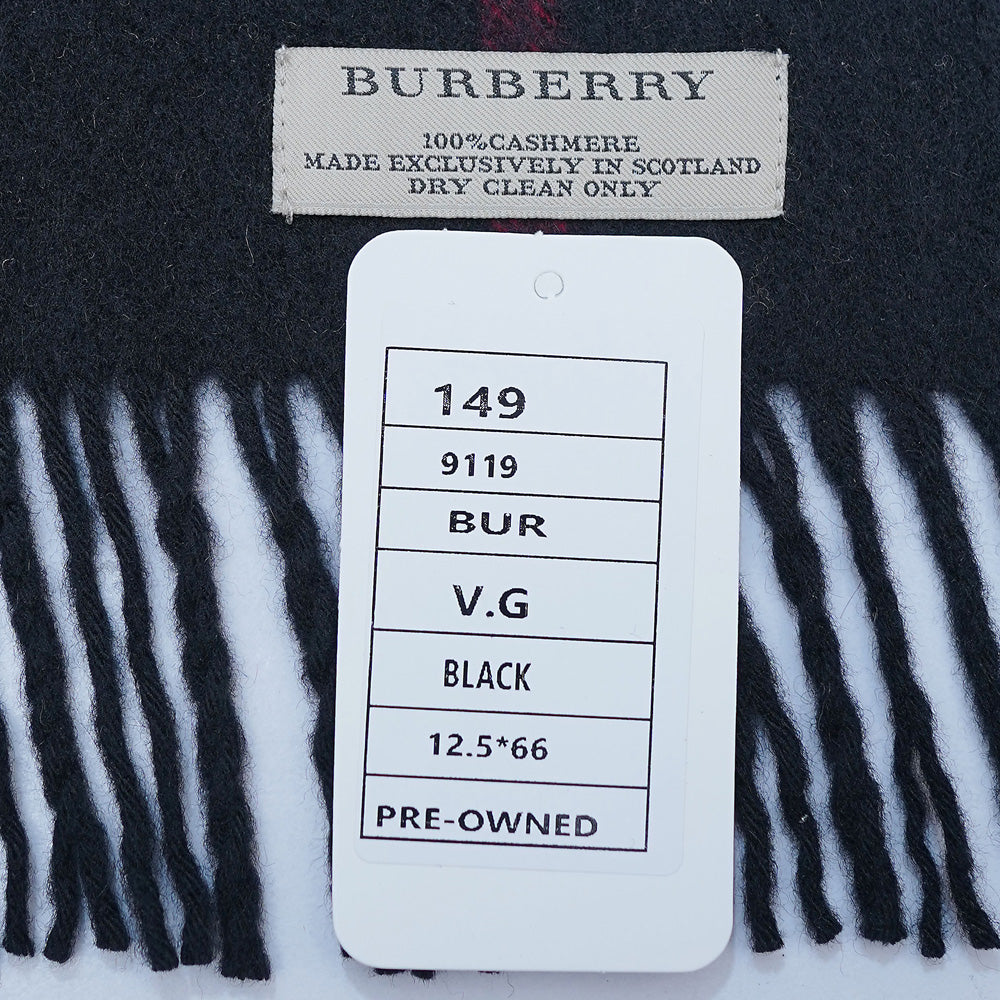 BURBERRY
100%CASHMERE
MADE EXCLUSIVELY IN SCOTLAND
DRY CLEAN ONLY
149
9119
BUR
V.G
BLACK
12.5*66
PRE-OWNED